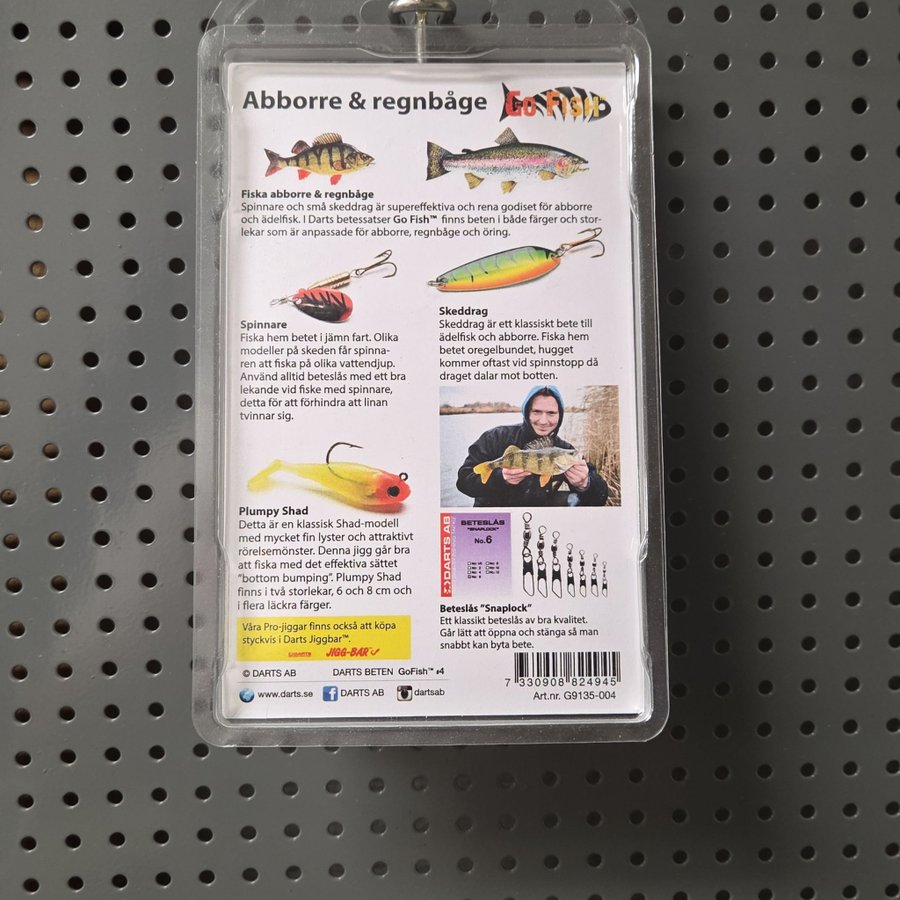 Abborre & regnbåge
Go Fish
Fiska abborre & regnbåge
Spinnare och små skeddrag är supereffektiva och rena godiset för abborre
och ädelfisk. I Darts betessatser Go Fish™ finns beten i både färger och stor-
lekar som är anpassade för abborre, regnbåge och öring.
Spinnare
Fiska hem betet i jämn fart. Olika
modeller på skeden får spinna-
ren att fiska på olika vattendjup.
Använd alltid beteslås med ett bra
lekande vid fiske med spinnare,
detta för att förhindra att linan
tvinnar sig.
Skeddrag
Skeddrag är ett klassiskt bete till
ädelfisk och abborre. Fiska hem
betet oregelbundet, hugget
kommer oftast vid spinnstopp då
draget dalar mot botten.
Plumpy Shad
Detta är en klassisk Shad-modell
med mycket fin lyster och attraktivt
rörelsemönster. Denna jigg går bra
att fiska med det effektiva sättet
"bottom bumping". Plumpy Shad
finns i två storlekar, 6 och 8 cm och
i flera läckra färger.
Våra Pro-jiggar finns också att köpa
styckvis i Darts Jiggbar™.
DARTS JIGG-BAR
DARTS AB
BETESLÅS
"SNAPLOCK"
No.6
Beteslås "Snaplock"
Ett klassikt beteslås av bra kvalitet.
Går lätt att öppna och stänga så man
snabbt kan byta bete.
© DARTS AB DARTS BETEN GoFish™ #4
www.darts.se DARTS AB dartsab
7 330908 824945
Art.nr. G9135-004